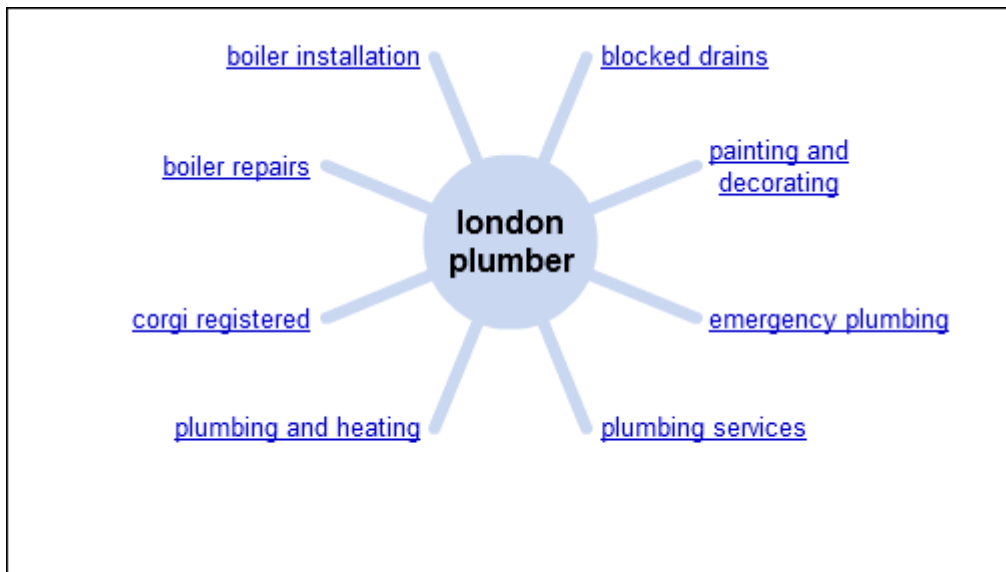 boiler installation
blocked drains
boiler repairs
painting and
decorating
london
plumber
corgi registered
emergency plumbing
plumbing and heating
plumbing services